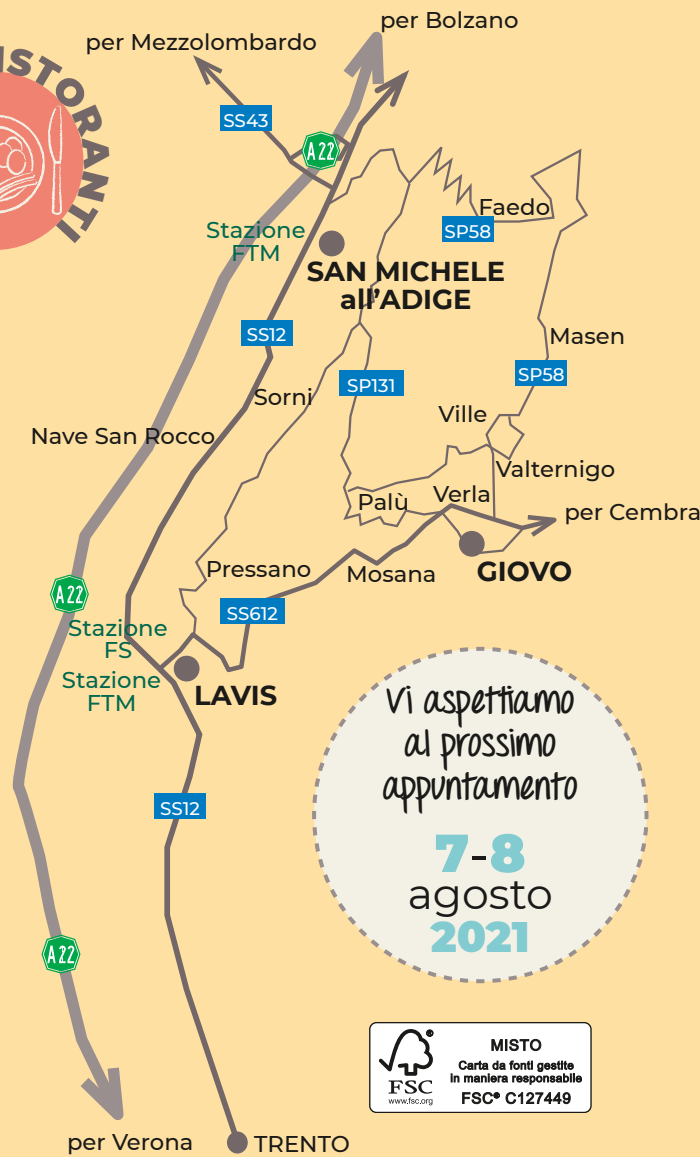 per Bolzano
per Mezzolombardo
ISTORANTI
SS43
A22
Stazione
FTM
Faedo
SP58
SAN MICHELE
all'ADIGE
SS12
Masen
SP58
SP131
Sorni
Ville
Nave San Rocco
Valternigo
Palù
Verla
per Cembra
Pressano
Mosana
GIOVO
A22
SS612
Stazione
FS
Stazione
FTM
LAVIS
Vi aspettiamo
al prossimo
appuntamento
7-8
agosto
2021
SS12
A22
MISTO
Carta da fonti gestite
in maniera responsabile
FSC® C127449
®
FSC
www.fsc.org
per Verona
TRENTO